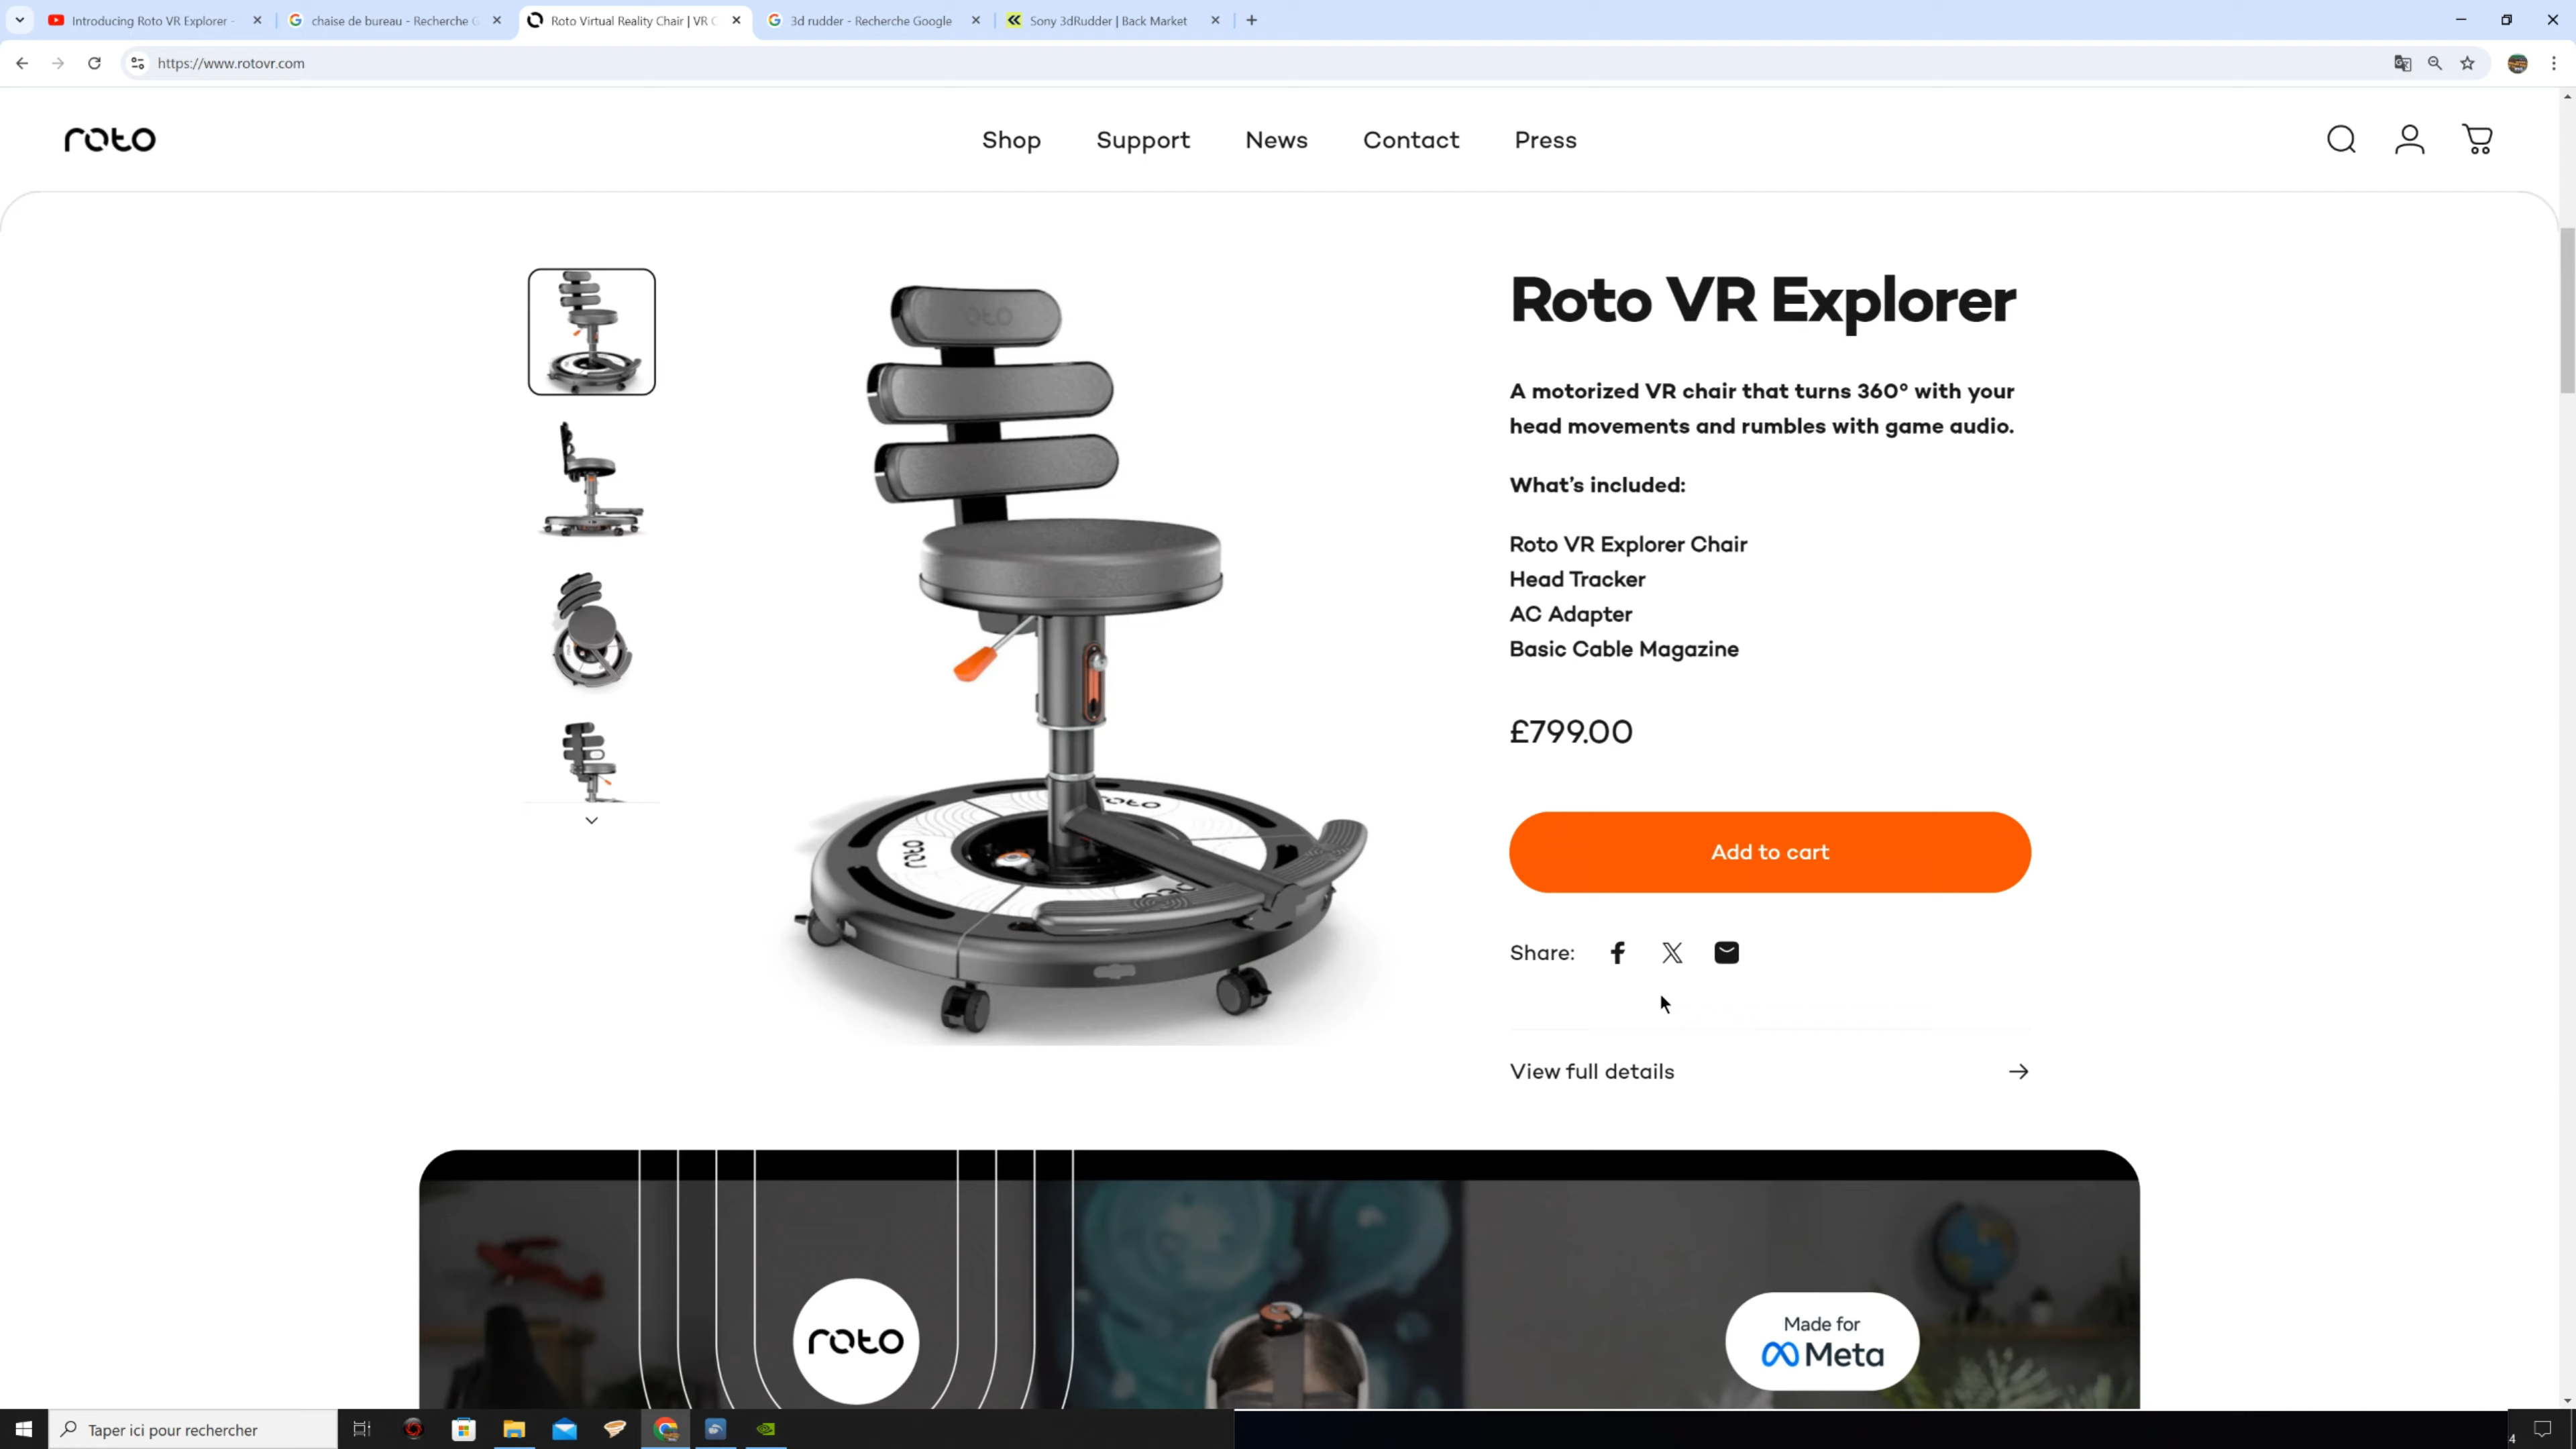 Introducing Roto VR Explorer -
chaise de bureau - Recherche G
Roto Virtual Reality Chair | VR C
3d rudder - Recherche Google
Sony 3dRudder | Back Market
https://www.rotovr.com
roto
Shop
Support
News
Contact
Press
Roto VR Explorer
A motorized VR chair that turns 360° with your
head movements and rumbles with game audio.
What's included:
Roto VR Explorer Chair
Head Tracker
AC Adapter
Basic Cable Magazine
£799.00
Add to cart
Share:
View full details
roto
roto
roto
Made for
Meta
Taper ici pour rechercher
4